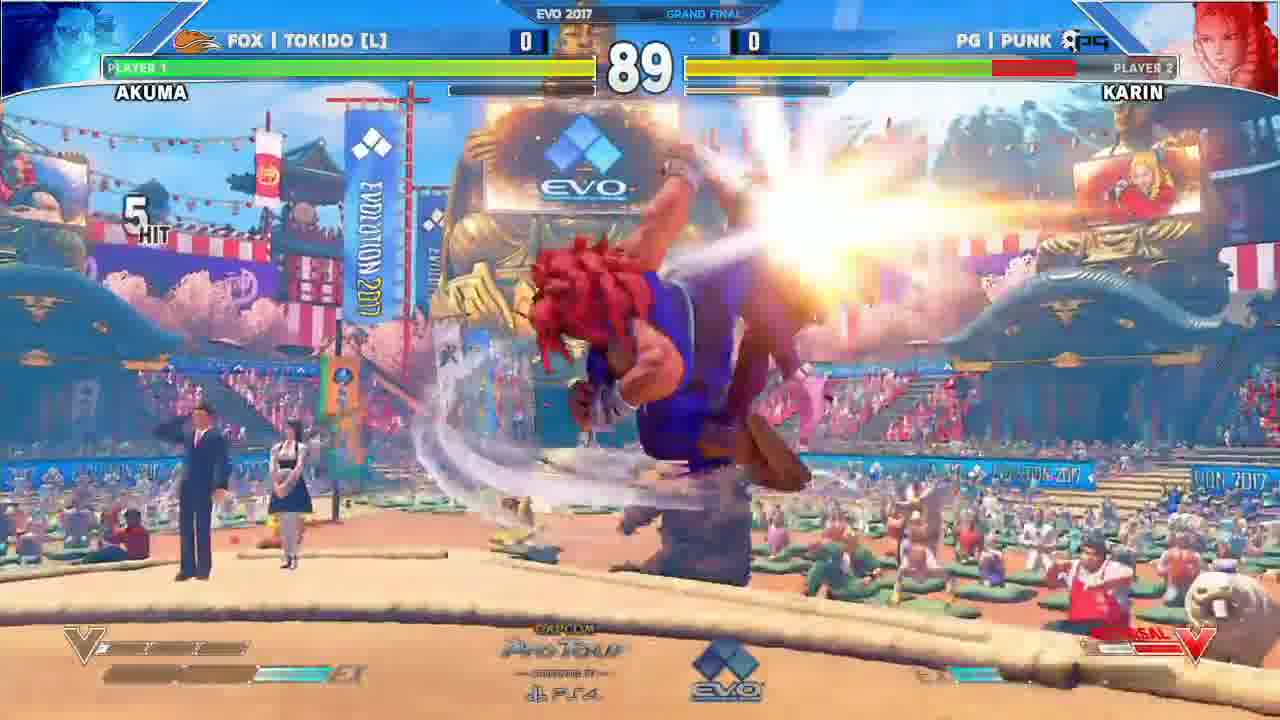 EVO 2017 GRAND FINAL
FOX | TOKIDO [L] 0 89 0 PG | PUNK
PLAYER 1 PLAYER 2
AKUMA KARIN
EVO
5
HIT
EVOLUTION 2017
CAPCOM
PRO TOUR
PS4
EVO
EX